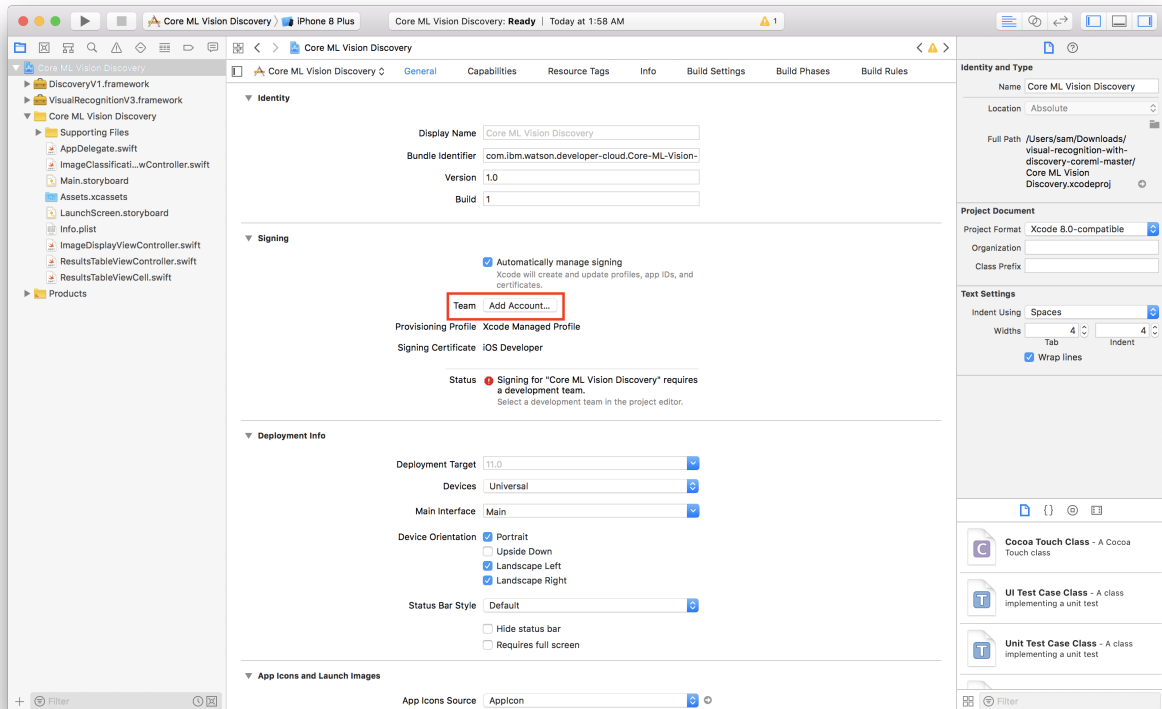 Core ML Vision Discovery
iPhone 8 Plus
Core ML Vision Discovery: Ready | Today at 1:58 AM
1
Core ML Vision Discovery
Core ML Vision Discovery
DiscoveryV1.framework
VisualRecognitionV3.framework
Core ML Vision Discovery
Supporting Files
AppDelegate.swift
ImageClassificati...wController.swift
Main.storyboard
Assets.xcassets
LaunchScreen.storyboard
Info.plist
ImageDisplayViewController.swift
ResultsTableViewController.swift
ResultsTableViewCell.swift
Products
Filter
Core ML Vision Discovery
General
Capabilities
Resource Tags
Info
Build Settings
Build Phases
Build Rules
Identity
Display Name Core ML Vision Discovery
Bundle Identifier com.ibm.watson.developer-cloud.Core-ML-Vision-
Version 1.0
Build 1
Signing
Automatically manage signing
Xcode will create and update profiles, app IDs, and
certificates.
Team Add Account...
Provisioning Profile Xcode Managed Profile
Signing Certificate iOS Developer
Status Signing for "Core ML Vision Discovery" requires
a development team.
Select a development team in the project editor.
Deployment Info
Deployment Target 11.0
Devices Universal
Main Interface Main
Device Orientation Portrait
Upside Down
Landscape Left
Landscape Right
Status Bar Style Default
Hide status bar
Requires full screen
App Icons and Launch Images
App Icons Source AppIcon
Identity and Type
Name Core ML Vision Discovery
Location Absolute
Full Path /Users/sam/Downloads/
visual-recognition-with-
discovery-coreml-master/
Core ML Vision
Discovery.xcodeproj
Project Document
Project Format Xcode 8.0-compatible
Organization
Class Prefix
Text Settings
Indent Using Spaces
Widths 4 4
Tab Indent
Wrap lines
{}
C
Cocoa Touch Class - A Cocoa
Touch class
T
UI Test Case Class - A class
implementing a unit test
T
Unit Test Case Class - A class
implementing a unit test
Filter